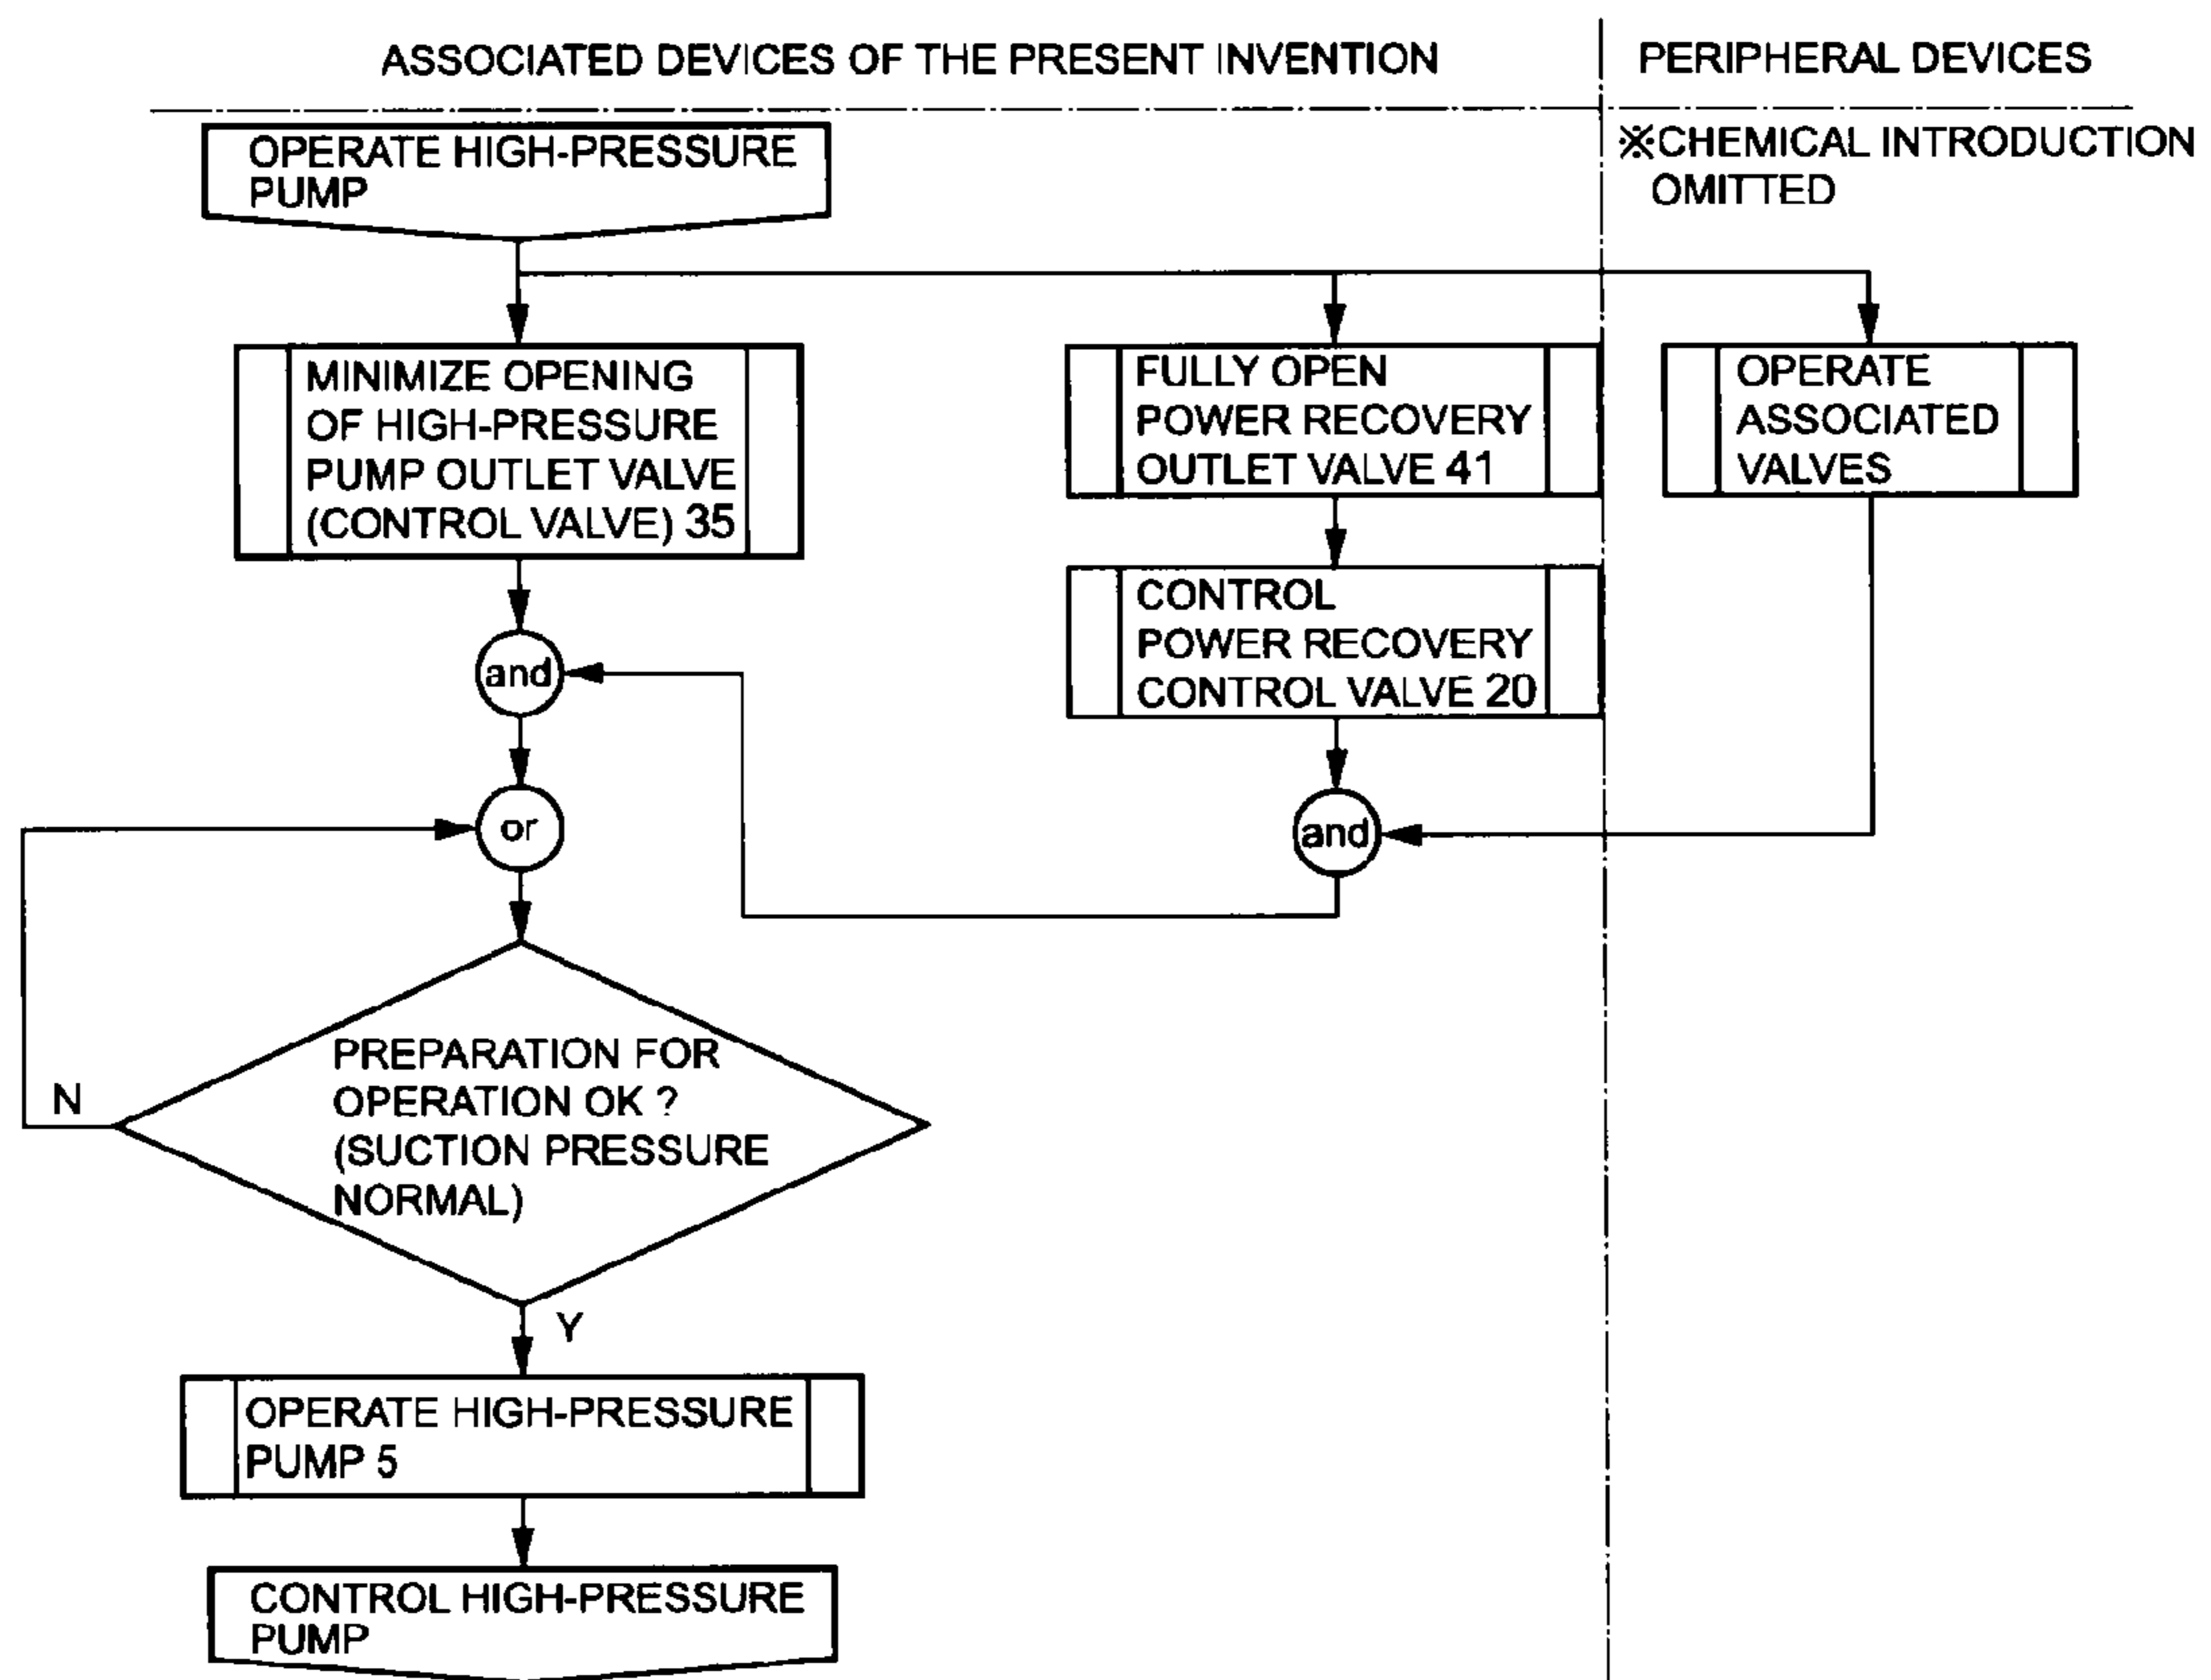 ASSOCIATED DEVICES OF THE PRESENT INVENTION
PERIPHERAL DEVICES
※CHEMICAL INTRODUCTION
OMITTED
OPERATE HIGH-PRESSURE
PUMP
MINIMIZE OPENING
OF HIGH-PRESSURE
PUMP OUTLET VALVE
(CONTROL VALVE) 35
FULLY OPEN
POWER RECOVERY
OUTLET VALVE 41
OPERATE
ASSOCIATED
VALVES
CONTROL
POWER RECOVERY
CONTROL VALVE 20
and
or
and
PREPARATION FOR
OPERATION OK ?
(SUCTION PRESSURE
NORMAL)
N
Y
OPERATE HIGH-PRESSURE
PUMP 5
CONTROL HIGH-PRESSURE
PUMP